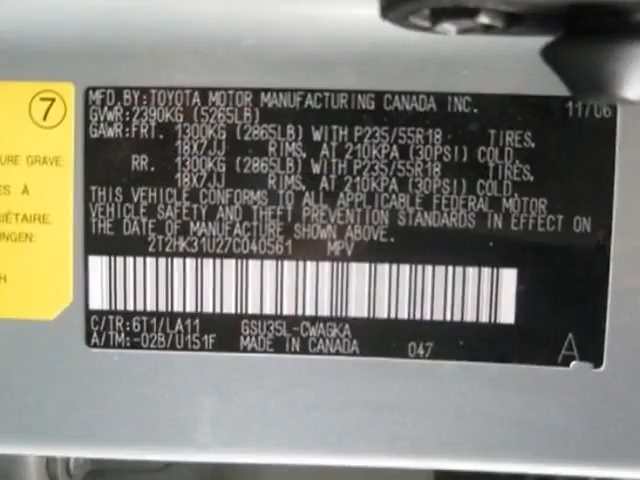 7
URE GRAVE:
S À
IÉTAIRE.
NGEN:
H
MFD.BY:TOYOTA MOTOR MANUFACTURING CANADA INC. 11/06
GVWR:2390KG (5265LB)
GAWR:FRT. 1300KG (2865LB) WITH P235/55R18 TIRES,
18X7JJ RIMS, AT 210KPA (30PSI) COLD.
RR. 1300KG (2865LB) WITH P235/55R18 TIRES,
18X7JJ RIMS, AT 210KPA (30PSI) COLD.
THIS VEHICLE CONFORMS TO ALL APPLICABLE FEDERAL MOTOR
VEHICLE SAFETY AND THEFT PREVENTION STANDARDS IN EFFECT ON
THE DATE OF MANUFACTURE SHOWN ABOVE.
2T2HK31U27C040561 MPV
C/TR:6T1/LA11 GSU35L-CWAGKA
A/TM:-02B/U151F MADE IN CANADA 047 A